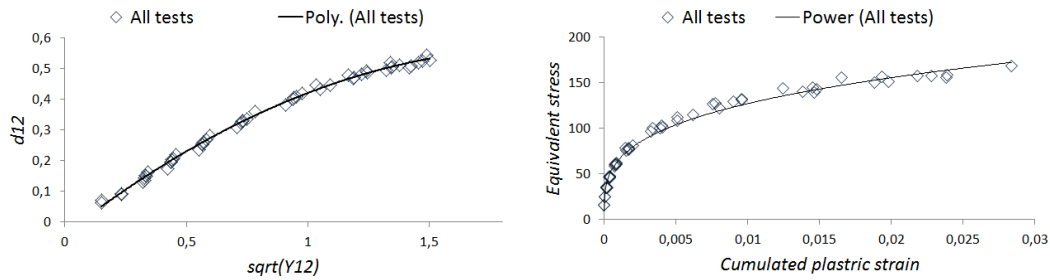 All tests
Poly. (All tests)
0,6
0,5
0,4
0,3
0,2
0,1
0
d12
0
0,5
1
1,5
sqrt(Y12)
All tests
Power (All tests)
200
150
100
50
0
Equivalent stress
0
0,005
0,01
0,015
0,02
0,025
0,03
Cumulated plastric strain